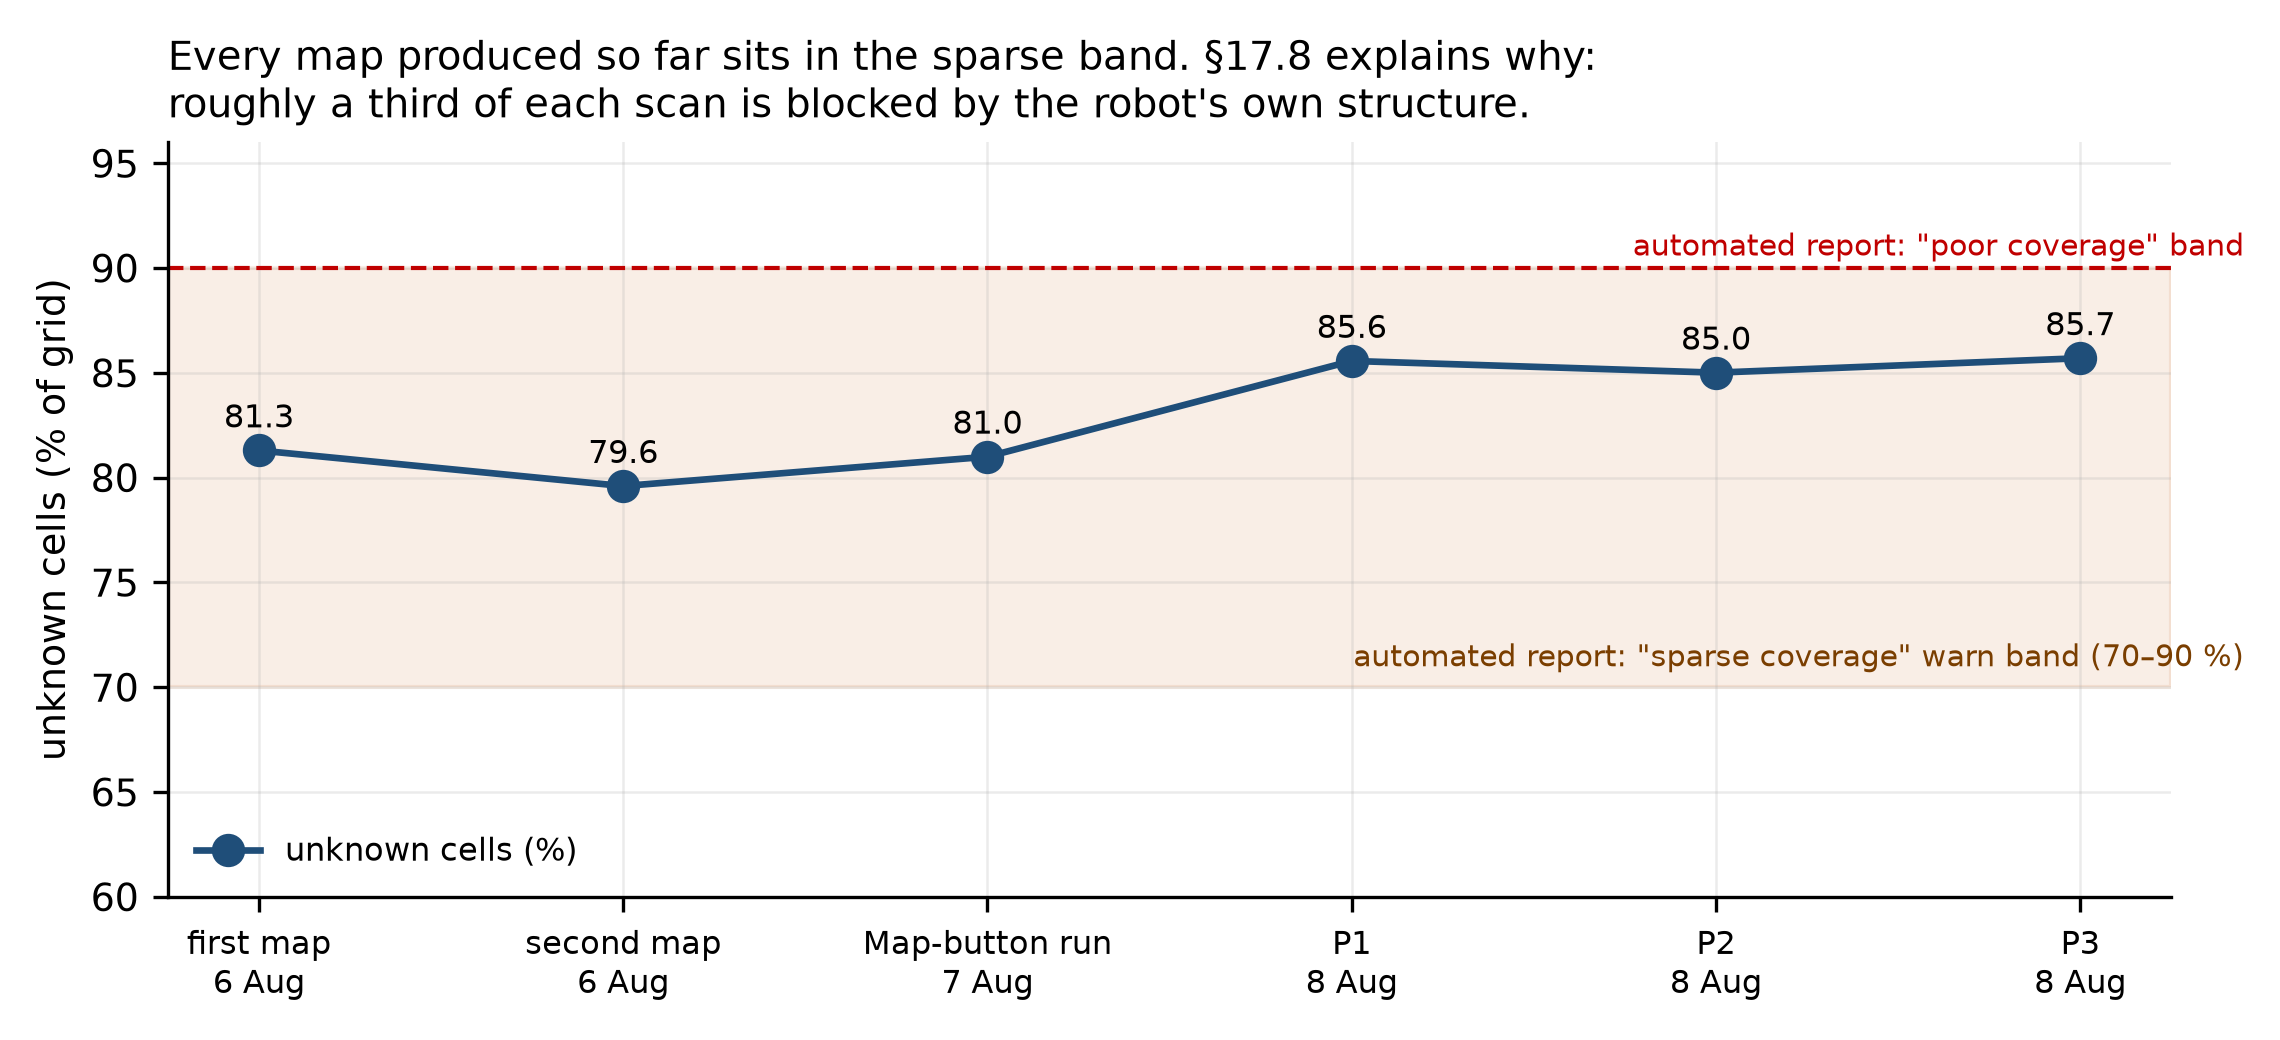 Every map produced so far sits in the sparse band. §17.8 explains why:
roughly a third of each scan is blocked by the robot's own structure.
unknown cells (% of grid)
95
90
85
80
75
70
65
60
automated report: "poor coverage" band
81.3
79.6
81.0
85.6
85.0
85.7
automated report: "sparse coverage" warn band (70–90 %)
unknown cells (%)
first map
6 Aug
second map
6 Aug
Map-button run
7 Aug
P1
8 Aug
P2
8 Aug
P3
8 Aug